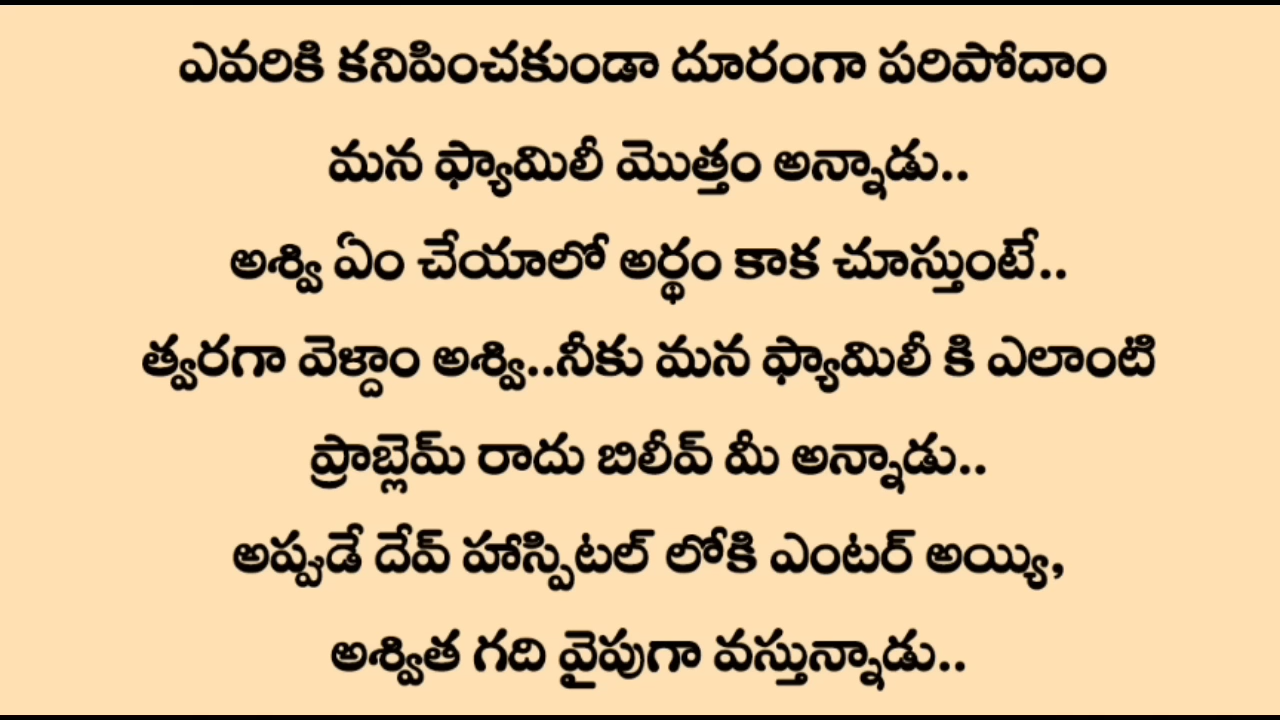 ఎవరికి కనిపించకుండా దూరంగా పరిపోదాం
మన ఫ్యామిలీ మొత్తం అన్నాడు..
అశ్వి ఏం చేయాలో అర్థం కాక చూస్తుంటే..
త్వరగా వెళ్దాం అశ్వి..నీకు మన ఫ్యామిలీ కి ఎలాంటి
ప్రాబ్లెమ్ రాదు బిలీవ్ మీ అన్నాడు..
అప్పుడే దేవ్ హాస్పిటల్ లోకి ఎంటర్ అయ్యి,
అశ్విత గది వైపుగా వస్తున్నాడు..